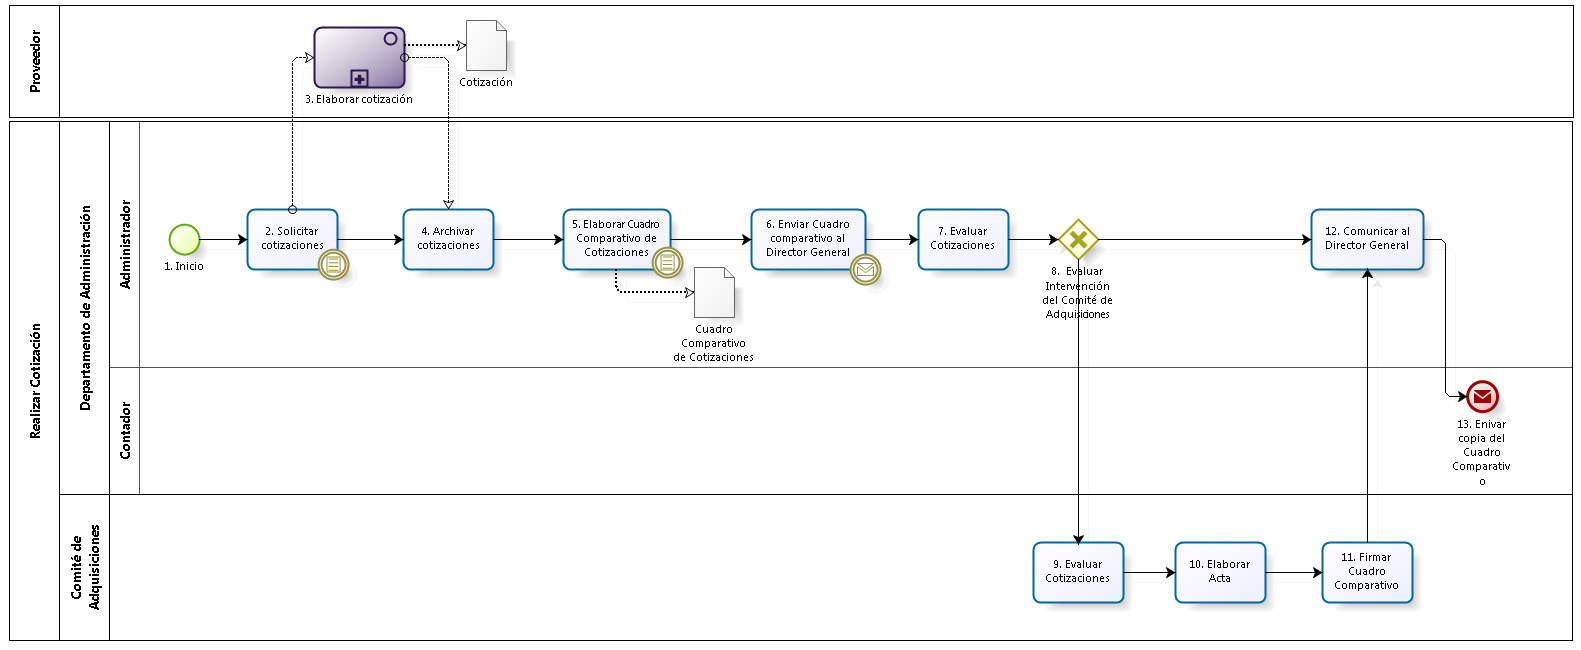 Proveedor
3. Elaborar cotización
Cotización
Realizar Cotización
Departamento de Administración
Administrador
1. Inicio
2. Solicitar
cotizaciones
4. Archivar
cotizaciones
5. Elaborar Cuadro
Comparativo de
Cotizaciones
Cuadro
Comparativo
de Cotizaciones
6. Enviar Cuadro
comparativo al
Director General
7. Evaluar
Cotizaciones
8. Evaluar
Intervención
del Comité de
Adquisiciones
12. Comunicar al
Director General
Contador
13. Enivar
copia del
Cuadro
Comparativ
o
Comité de
Adquisiciones
9. Evaluar
Cotizaciones
10. Elaborar
Acta
11. Firmar
Cuadro
Comparativo